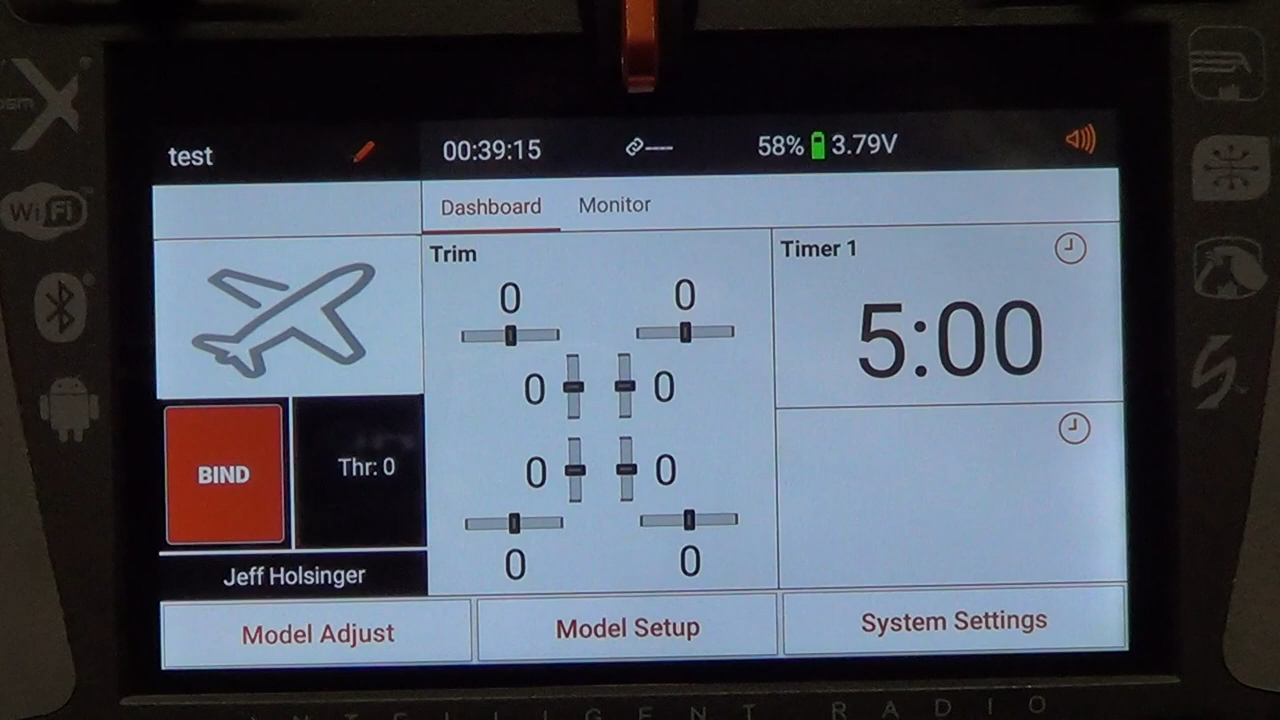 test
00:39:15
58% 3.79V
Dashboard Monitor
Trim
Timer 1
0 0
5:00
0 0
BIND
Thr: 0
0 0
0 0
Jeff Holsinger
Model Adjust
Model Setup
System Settings
WiFi
INTELLIGENT RADIO